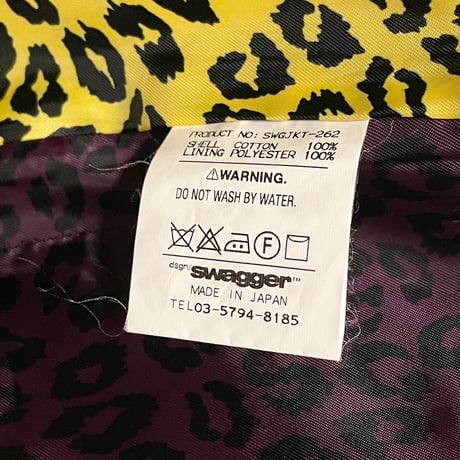 PRODUCT NO: SWGJKT-262
SHELL COTTON 100%
LINING POLYESTER 100%
WARNING.
DO NOT WASH BY WATER.
F
dsgn/swagger™
MADE IN JAPAN
TEL03-5794-8185